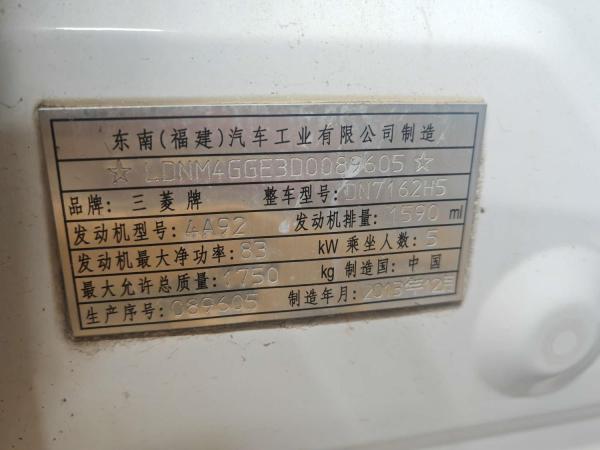 东南(福建)汽车工业有限公司制造
☆LDNM4GGE3D0089605☆
品牌: 三菱牌 整车型号: DN7162H5
发动机型号: 4A92 发动机排量: 1590 ml
发动机最大净功率: 83 kW 乘坐人数: 5
最大允许总质量: 1750 kg 制造国: 中国
生产序号: 089605 制造年月: 2013年12月